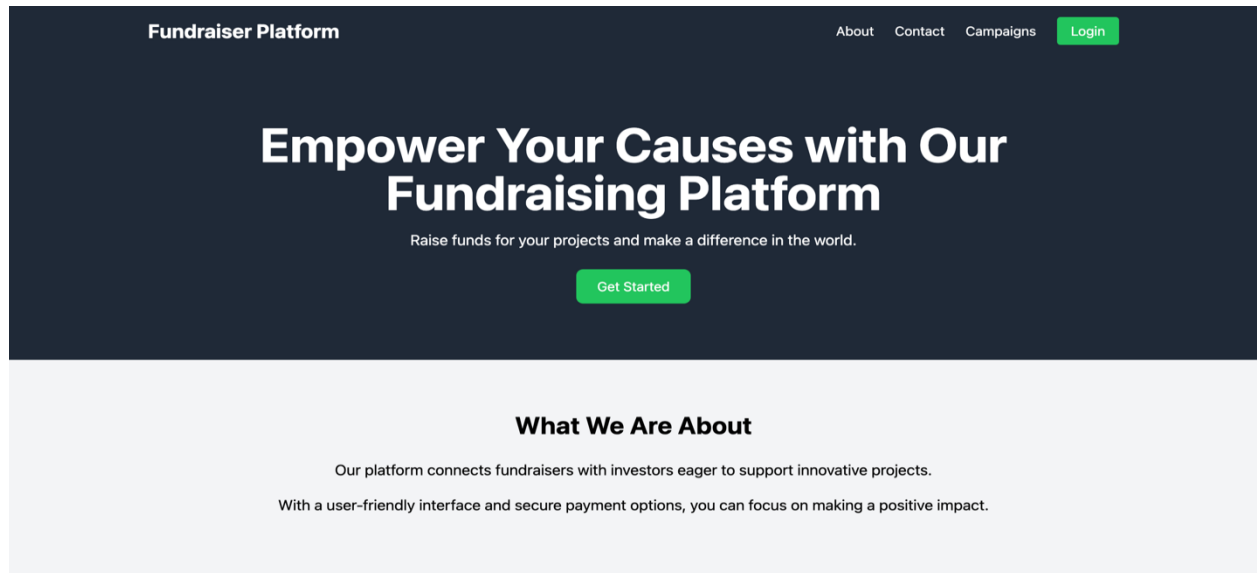 Fundraiser Platform
About Contact Campaigns Login
Empower Your Causes with Our
Fundraising Platform
Raise funds for your projects and make a difference in the world.
Get Started
What We Are About
Our platform connects fundraisers with investors eager to support innovative projects.
With a user-friendly interface and secure payment options, you can focus on making a positive impact.